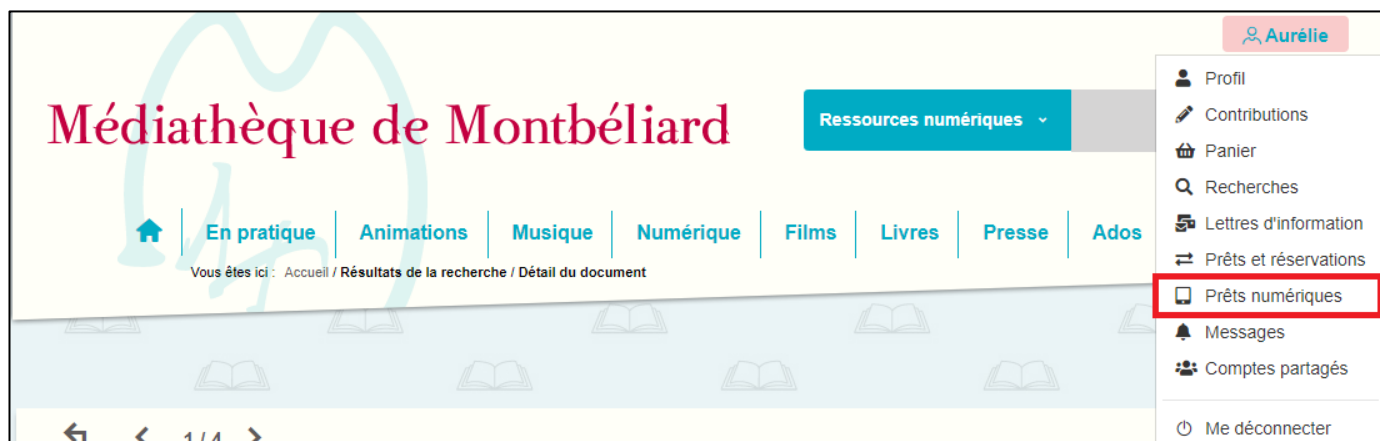 Aurélie
Médiathèque de Montbéliard
Ressources numériques
En pratique
Animations
Musique
Numérique
Films
Livres
Presse
Ados
Vous êtes ici : Accueil / Résultats de la recherche / Détail du document
Profil
Contributions
Panier
Recherches
Lettres d'information
Prêts et réservations
Prêts numériques
Messages
Comptes partagés
Me déconnecter
1/4